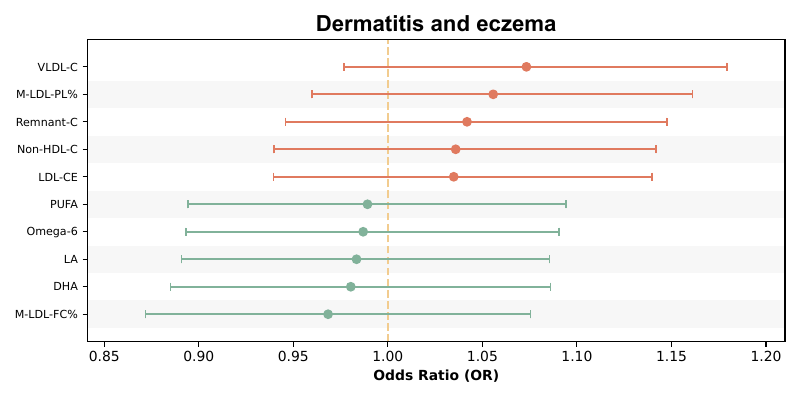 Dermatitis and eczema
VLDL-C
M-LDL-PL%
Remnant-C
Non-HDL-C
LDL-CE
PUFA
Omega-6
LA
DHA
M-LDL-FC%
0.85 0.90 0.95 1.00 1.05 1.10 1.15 1.20
Odds Ratio (OR)